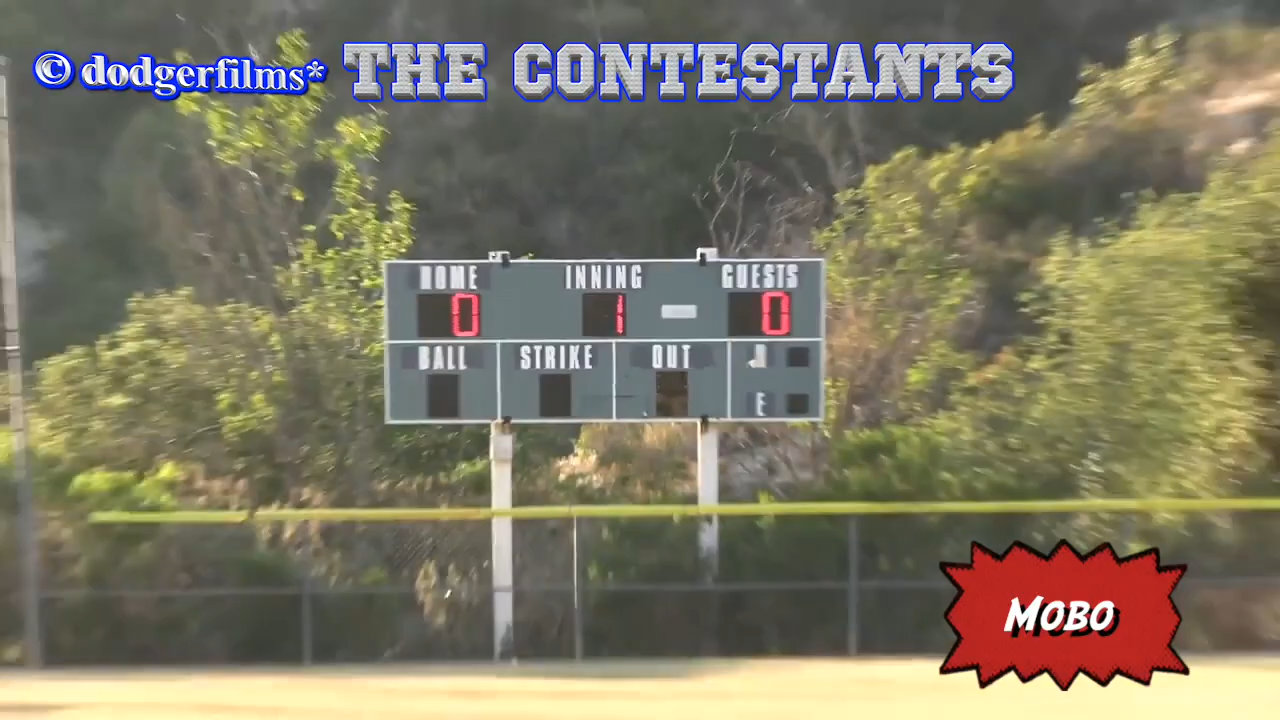 © dodgerfilms* THE CONTESTANTS
HOME INNING GUESTS
0 1 0
BALL STRIKE OUT
E
MOBO